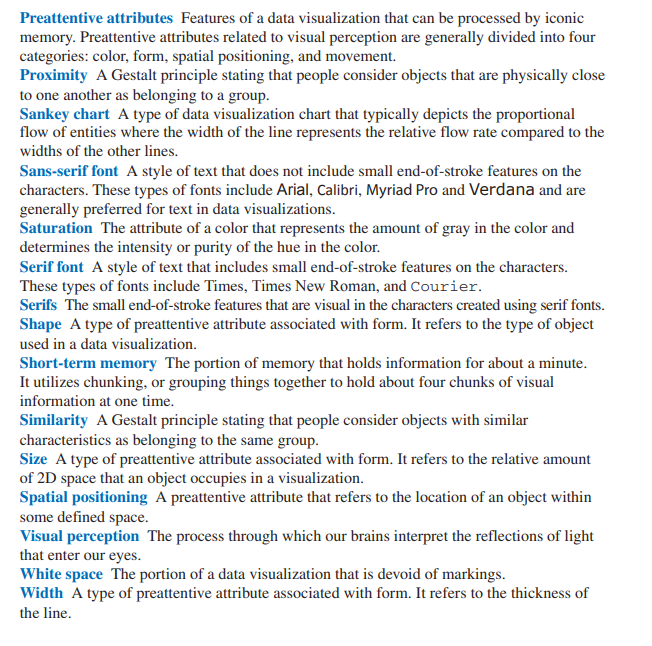 Preattentive attributes Features of a data visualization that can be processed by iconic
memory. Preattentive attributes related to visual perception are generally divided into four
categories: color, form, spatial positioning, and movement.
Proximity A Gestalt principle stating that people consider objects that are physically close
to one another as belonging to a group.
Sankey chart A type of data visualization chart that typically depicts the proportional
flow of entities where the width of the line represents the relative flow rate compared to the
widths of the other lines.
Sans-serif font A style of text that does not include small end-of-stroke features on the
characters. These types of fonts include Arial, Calibri, Myriad Pro and Verdana and are
generally preferred for text in data visualizations.
Saturation The attribute of a color that represents the amount of gray in the color and
determines the intensity or purity of the hue in the color.
Serif font A style of text that includes small end-of-stroke features on the characters.
These types of fonts include Times, Times New Roman, and Courier.
Serifs The small end-of-stroke features that are visual in the characters created using serif fonts.
Shape A type of preattentive attribute associated with form. It refers to the type of object
used in a data visualization.
Short-term memory The portion of memory that holds information for about a minute.
It utilizes chunking, or grouping things together to hold about four chunks of visual
information at one time.
Similarity A Gestalt principle stating that people consider objects with similar
characteristics as belonging to the same group.
Size A type of preattentive attribute associated with form. It refers to the relative amount
of 2D space that an object occupies in a visualization.
Spatial positioning A preattentive attribute that refers to the location of an object within
some defined space.
Visual perception The process through which our brains interpret the reflections of light
that enter our eyes.
White space The portion of a data visualization that is devoid of markings.
Width A type of preattentive attribute associated with form. It refers to the thickness of
the line.